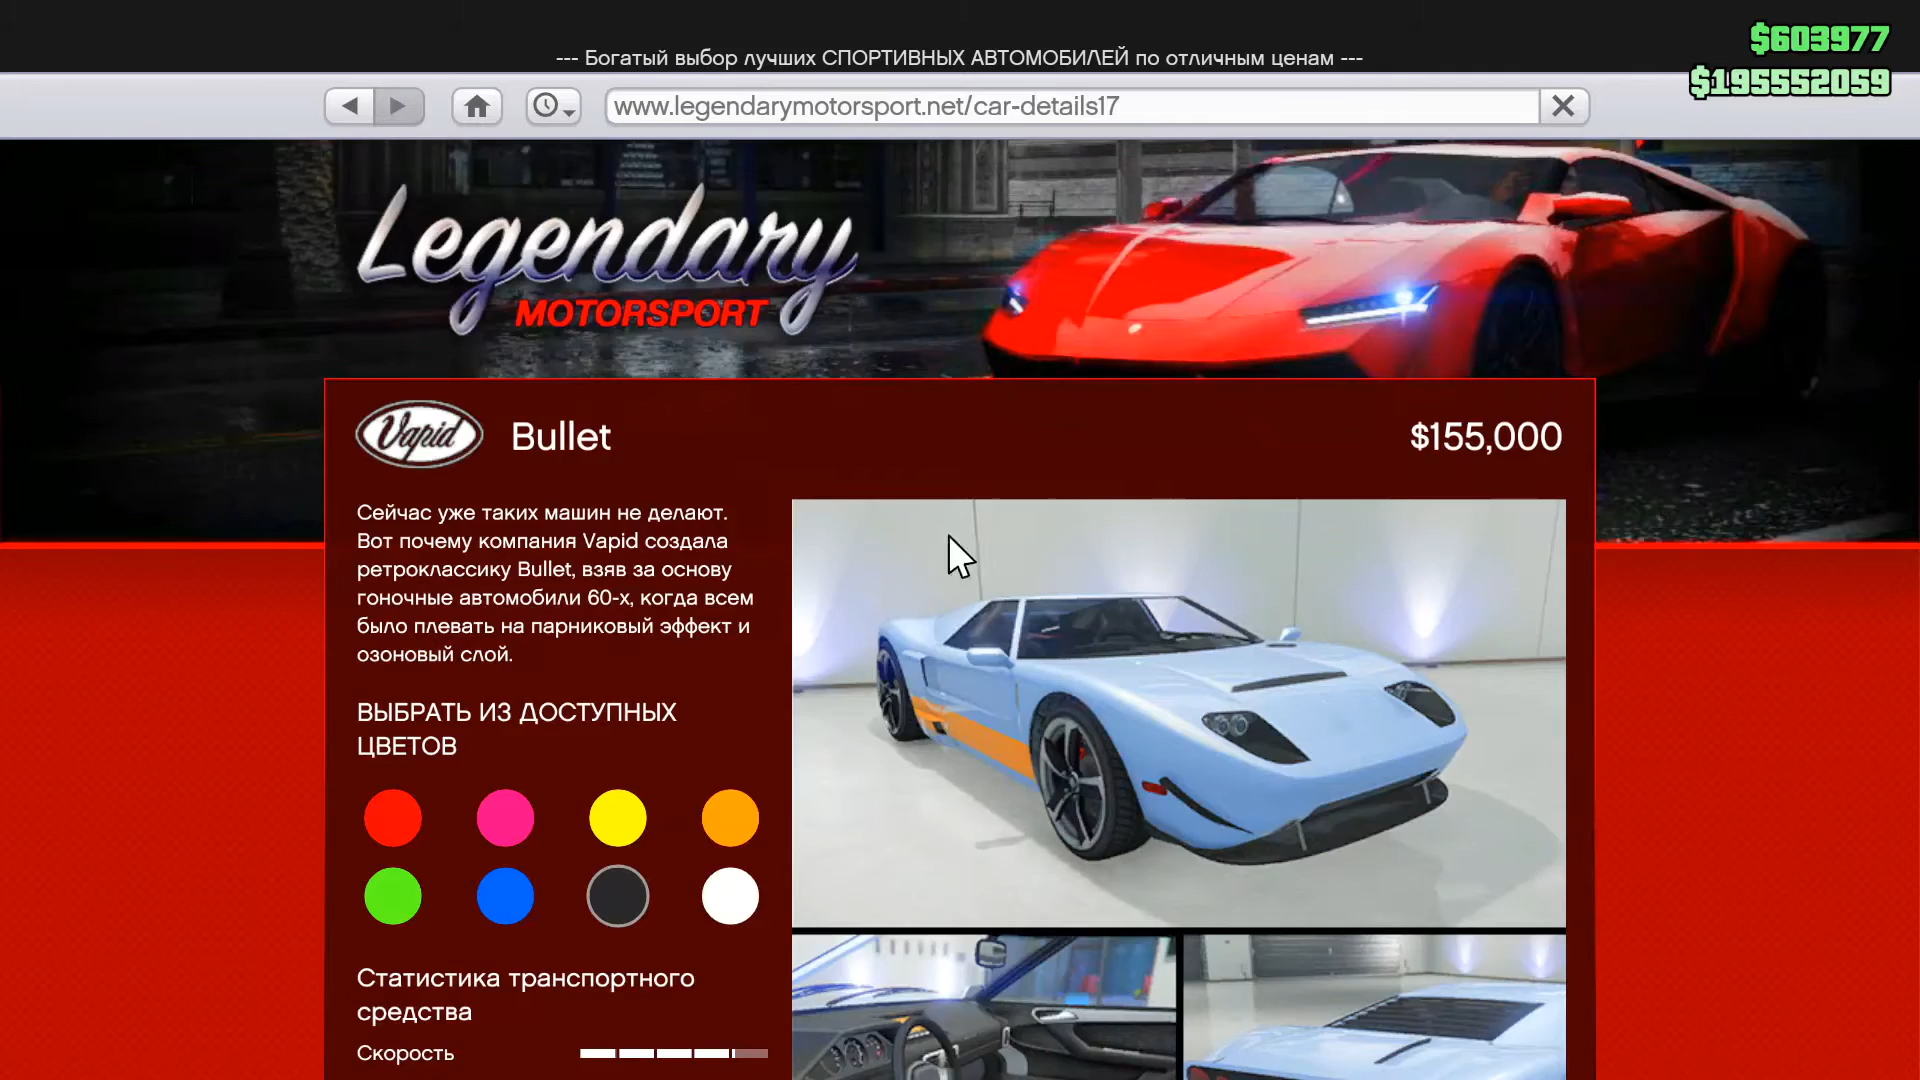 $603977
--- Богатый выбор лучших СПОРТИВНЫХ АВТОМОБИЛЕЙ по отличным ценам ---
$195552059
www.legendarymotorsport.net/car-details17
Legendary
MOTORSPORT
Vapid
Bullet
$155,000
Сейчас уже таких машин не делают.
Вот почему компания Vapid создала
ретроклассику Bullet, взяв за основу
гоночные автомобили 60-х, когда всем
было плевать на парниковый эффект и
озоновый слой.
ВЫБРАТЬ ИЗ ДОСТУПНЫХ
ЦВЕТОВ
Статистика транспортного
средства
Скорость